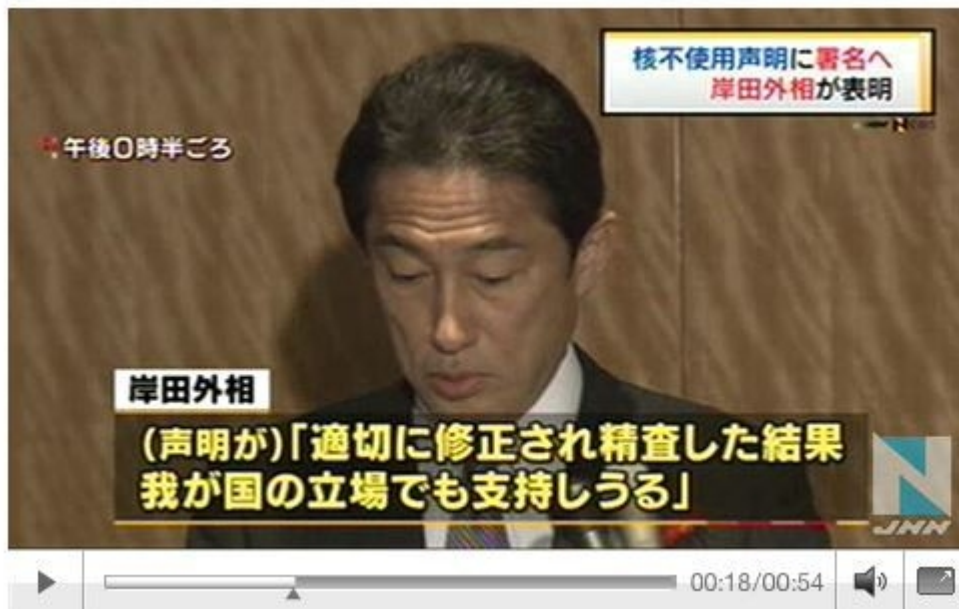 核不使用声明に署名へ
岸田外相が表明
午後0時半ごろ
岸田外相
(声明が)「適切に修正され精査した結果
我が国の立場でも支持しうる」
N
JNN
00:18/00:54